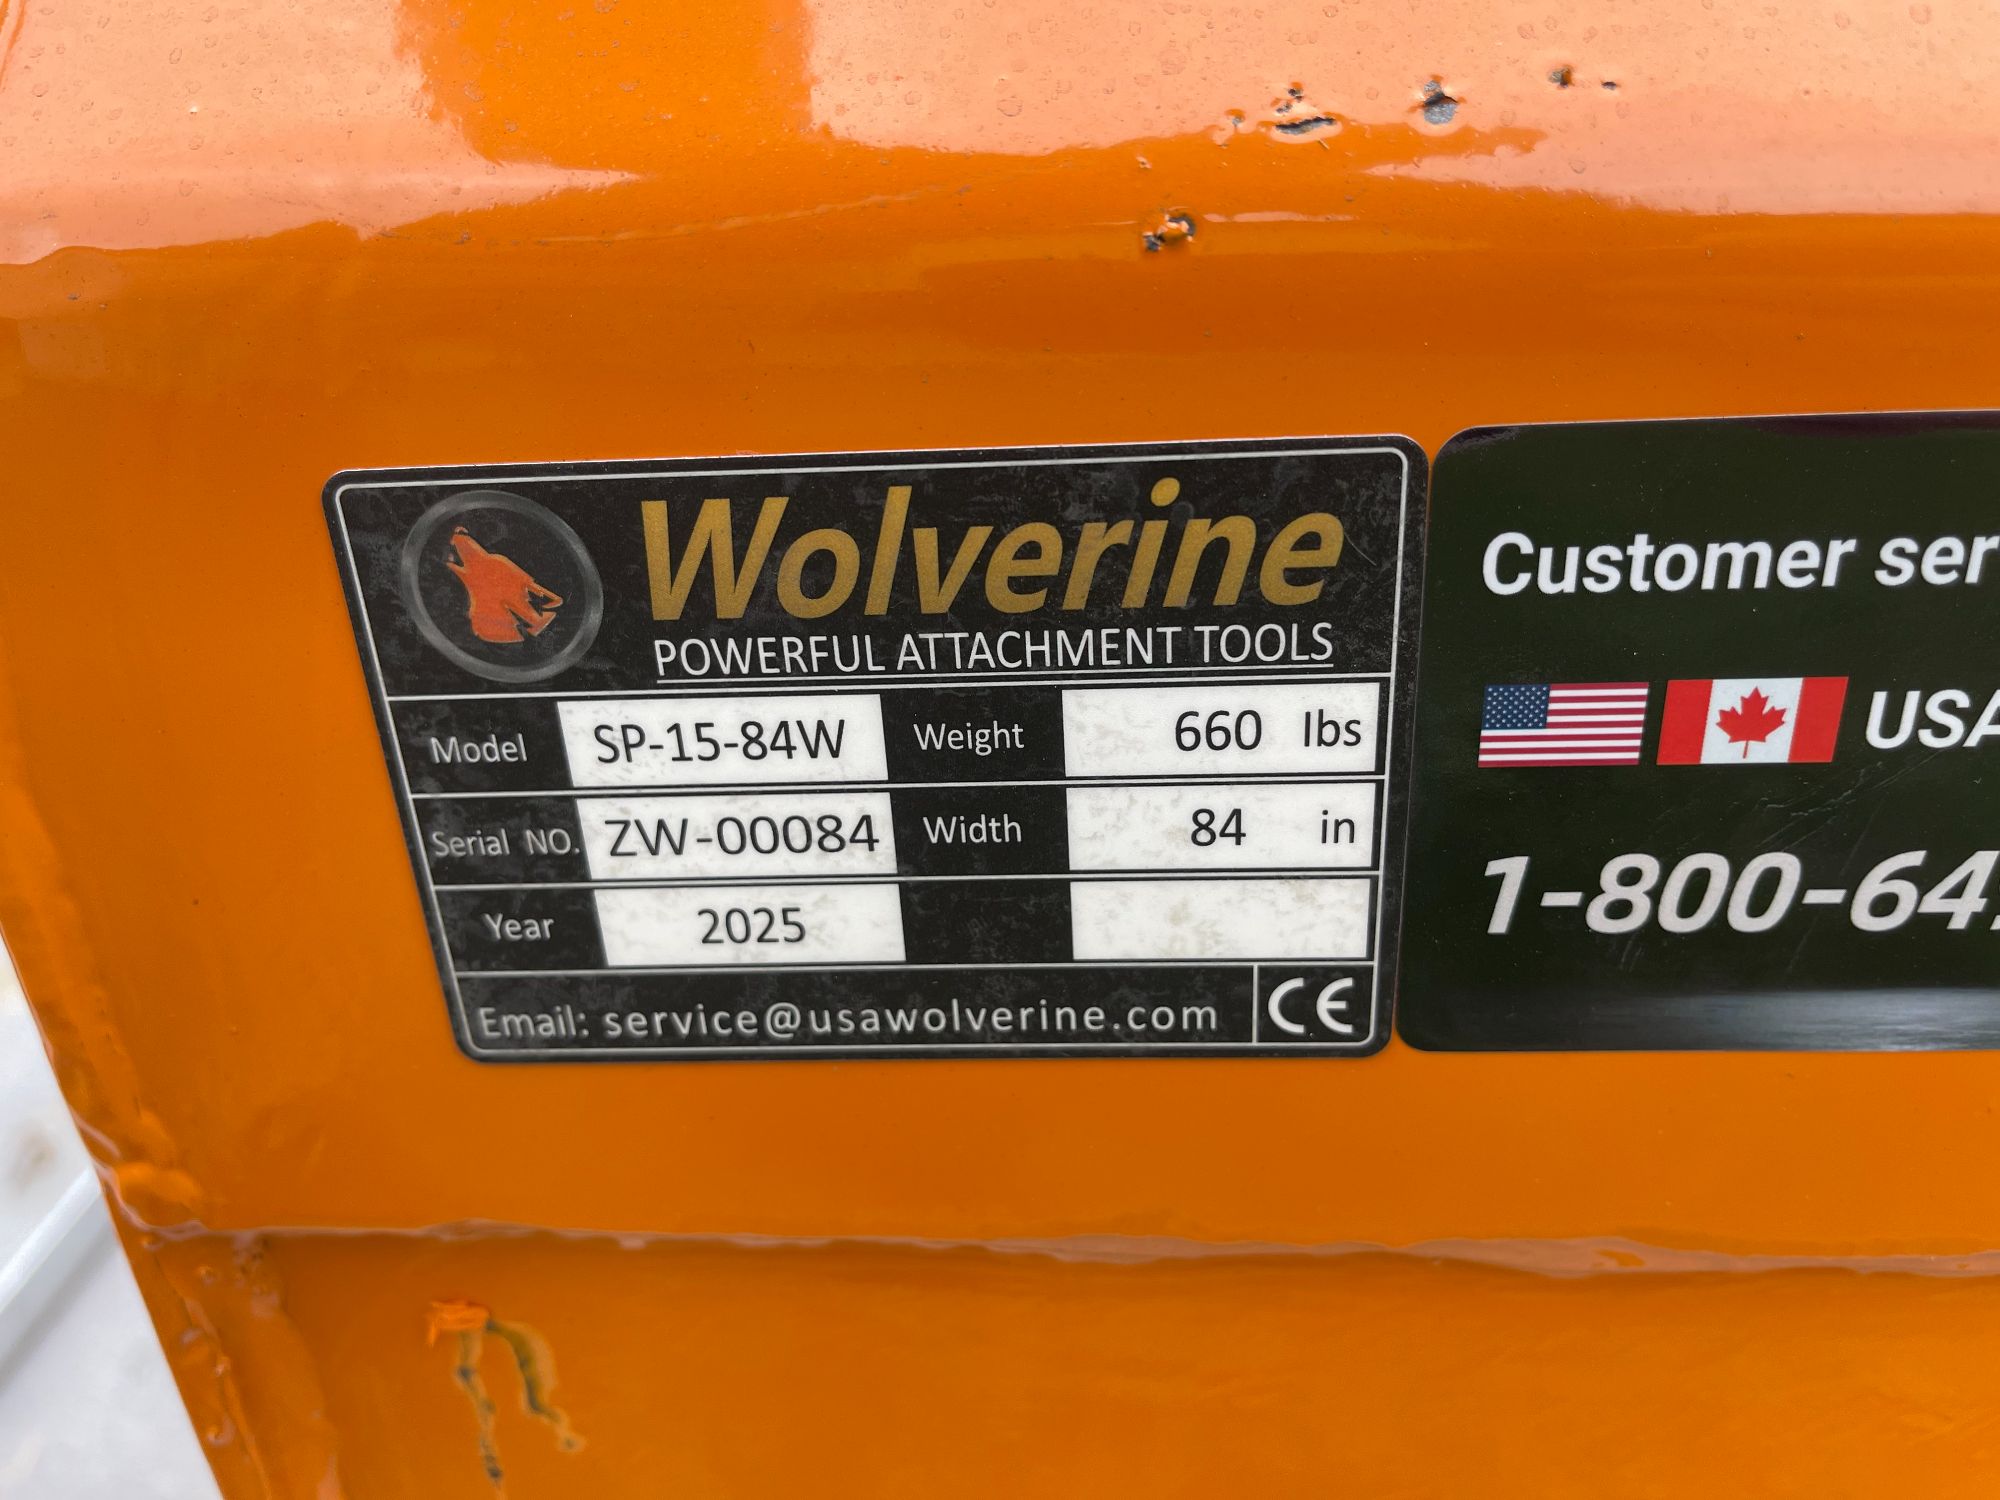 Wolverine
POWERFUL ATTACHMENT TOOLS
Model SP-15-84W Weight 660 lbs
Serial NO. ZW-00084 Width 84 in
Year 2025
Email: service@usawolverine.com CE
Customer ser
USA
1-800-64